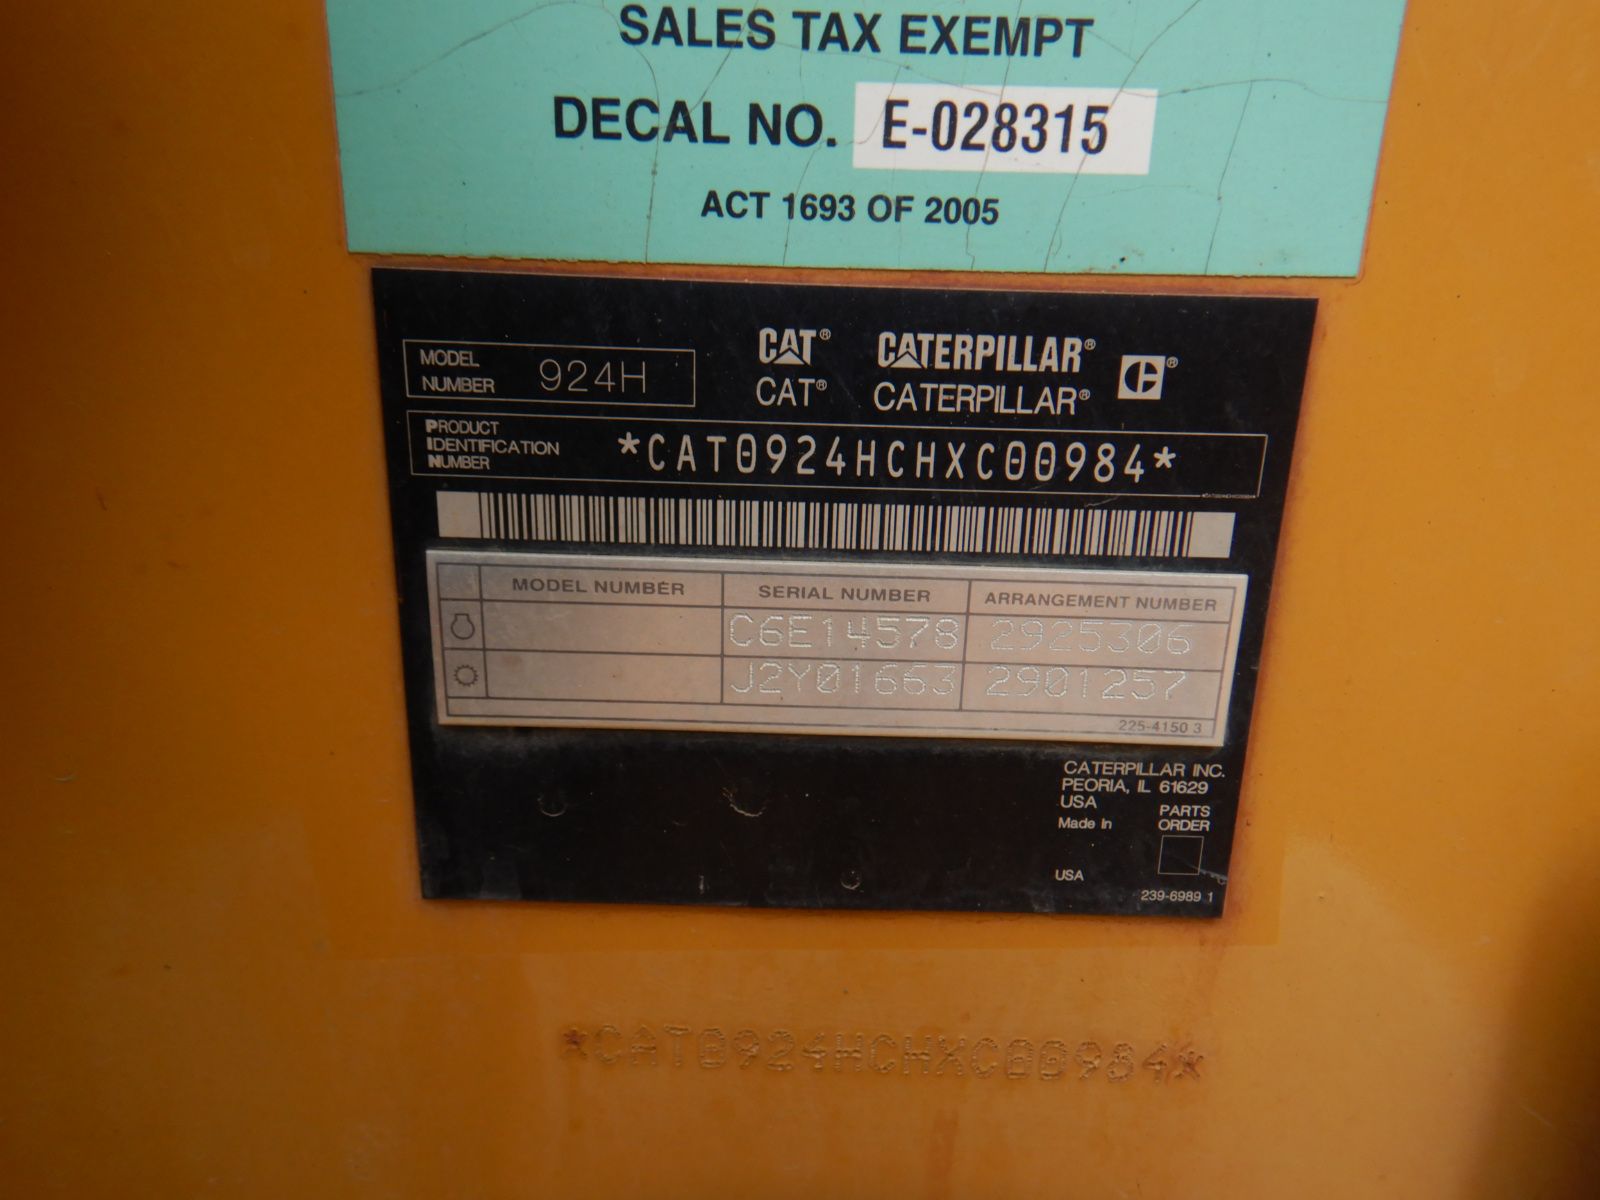 SALES TAX EXEMPT
DECAL NO. E-028315
ACT 1693 OF 2005
MODEL NUMBER 924H
CAT® CATERPILLAR® C®
CAT® CATERPILLAR®
PRODUCT IDENTIFICATION NUMBER *CAT0924HCHXC00984*
*CAT0924HCHXC00984*
MODEL NUMBER SERIAL NUMBER ARRANGEMENT NUMBER
C6E14578 2925306
J2Y01663 2901257
225-4150 3
CATERPILLAR INC.
PEORIA, IL 61629
USA
Made In
USA
PARTS
ORDER
239-6989 1
*CAT0924HCHXC00984*